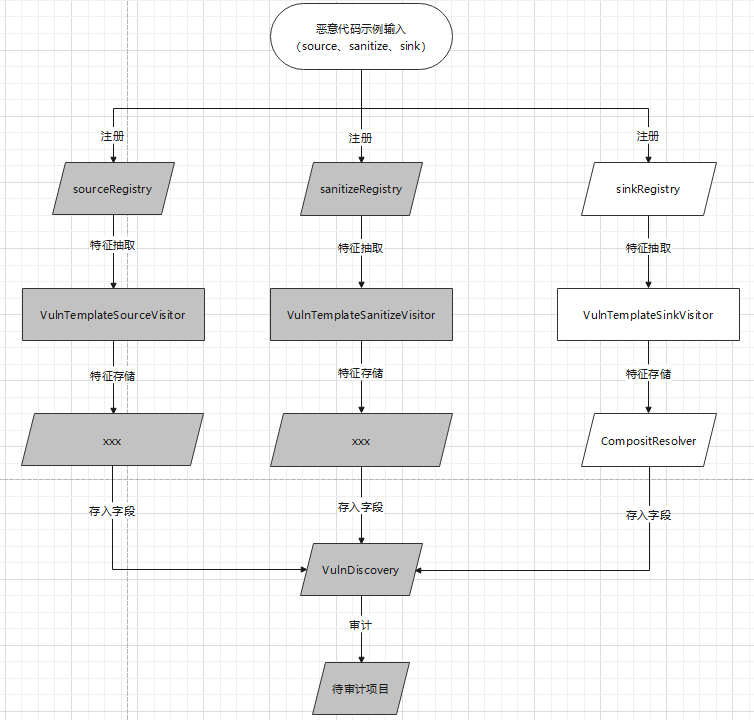 恶意代码示例输入
（source、sanitize、sink）
注册
注册
注册
sourceRegistry
sanitizeRegistry
sinkRegistry
特征抽取
特征抽取
特征抽取
VulnTemplateSourceVisitor
VulnTemplateSanitizeVisitor
VulnTemplateSinkVisitor
特征存储
特征存储
特征存储
xxx
xxx
CompositResolver
存入字段
存入字段
存入字段
VulnDiscovery
审计
待审计项目